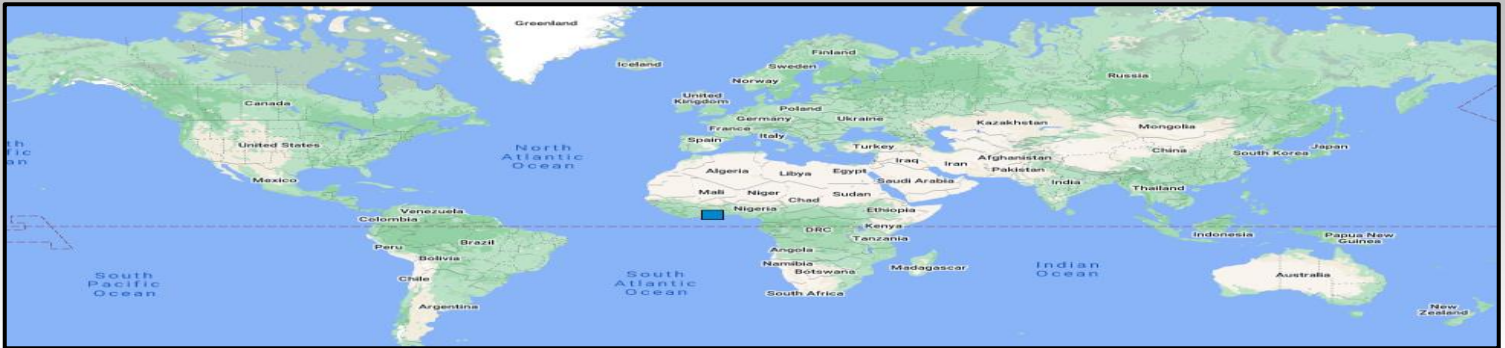 Greenland
Iceland
Finland
Sweden
Norway
Russia
United
Kingdom
Canada
Poland
Germany
Ukraine
France
Kazakhstan
Mongolia
Italy
Spain
United States
North
Atlantic
Ocean
Turkey
China
Japan
South Korea
Iraq
Iran
Afghanistan
Pakistan
Algeria
Libya
Egypt
Saudi Arabia
India
Mexico
Mali
Niger
Chad
Sudan
Thailand
Venezuela
Colombia
Nigeria
Ethiopia
Kenya
DRC
Tanzania
Indonesia
Papua New
Guinea
Peru
Brazil
Bolivia
Angola
Namibia
Botswana
Madagascar
Indian
Ocean
South
Pacific
Ocean
Chile
South
Atlantic
Ocean
Australia
South Africa
Argentina
New
Zealand